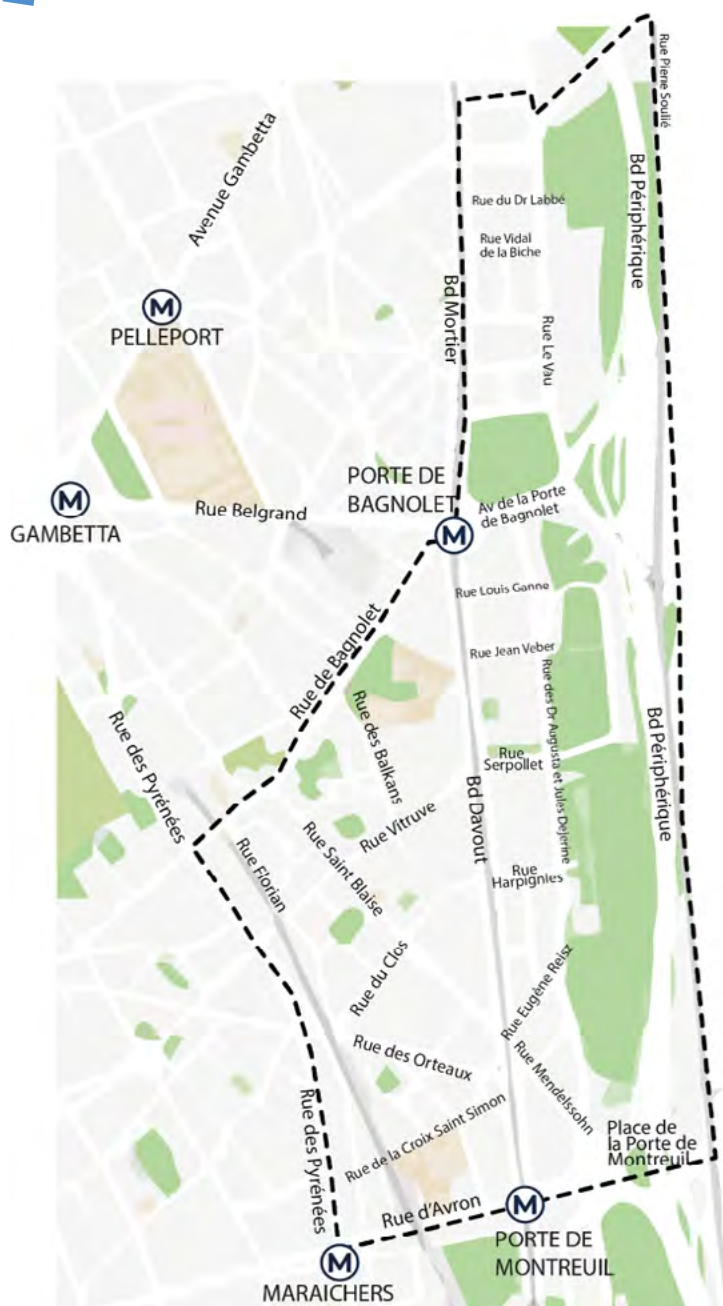 Rue Pierre Soulié
Avenue Gambetta
Bd Périphérique
Rue du Dr Labbé
Rue Vidal
de la Biche
Bd Mortier
M
PELLEPORT
Rue Le Vau
PORTE DE
BAGNOLET
M
M
GAMBETTA
Rue Belgrand
Av de la Porte
de Bagnolet
Rue Louis Ganne
Rue de Bagnolet
Rue Jean Veber
Rue des Pyrénées
Rue des Balkans
Rue des Dr Augusta et Jules Dejerine
Bd Périphérique
Rue
Serpollet
Bd Davout
Rue Vitruve
Rue Saint Blaise
Rue Florian
Rue
Harpignies
Rue du Clos
Rue Eugène Reisz
Rue des Orteaux
Rue Mendelssohn
Rue des Pyrénées
Rue de la Croix Saint Simon
Place de
la Porte de
Montreuil
Rue d'Avron
M
PORTE DE
MONTREUIL
M
MARAICHERS